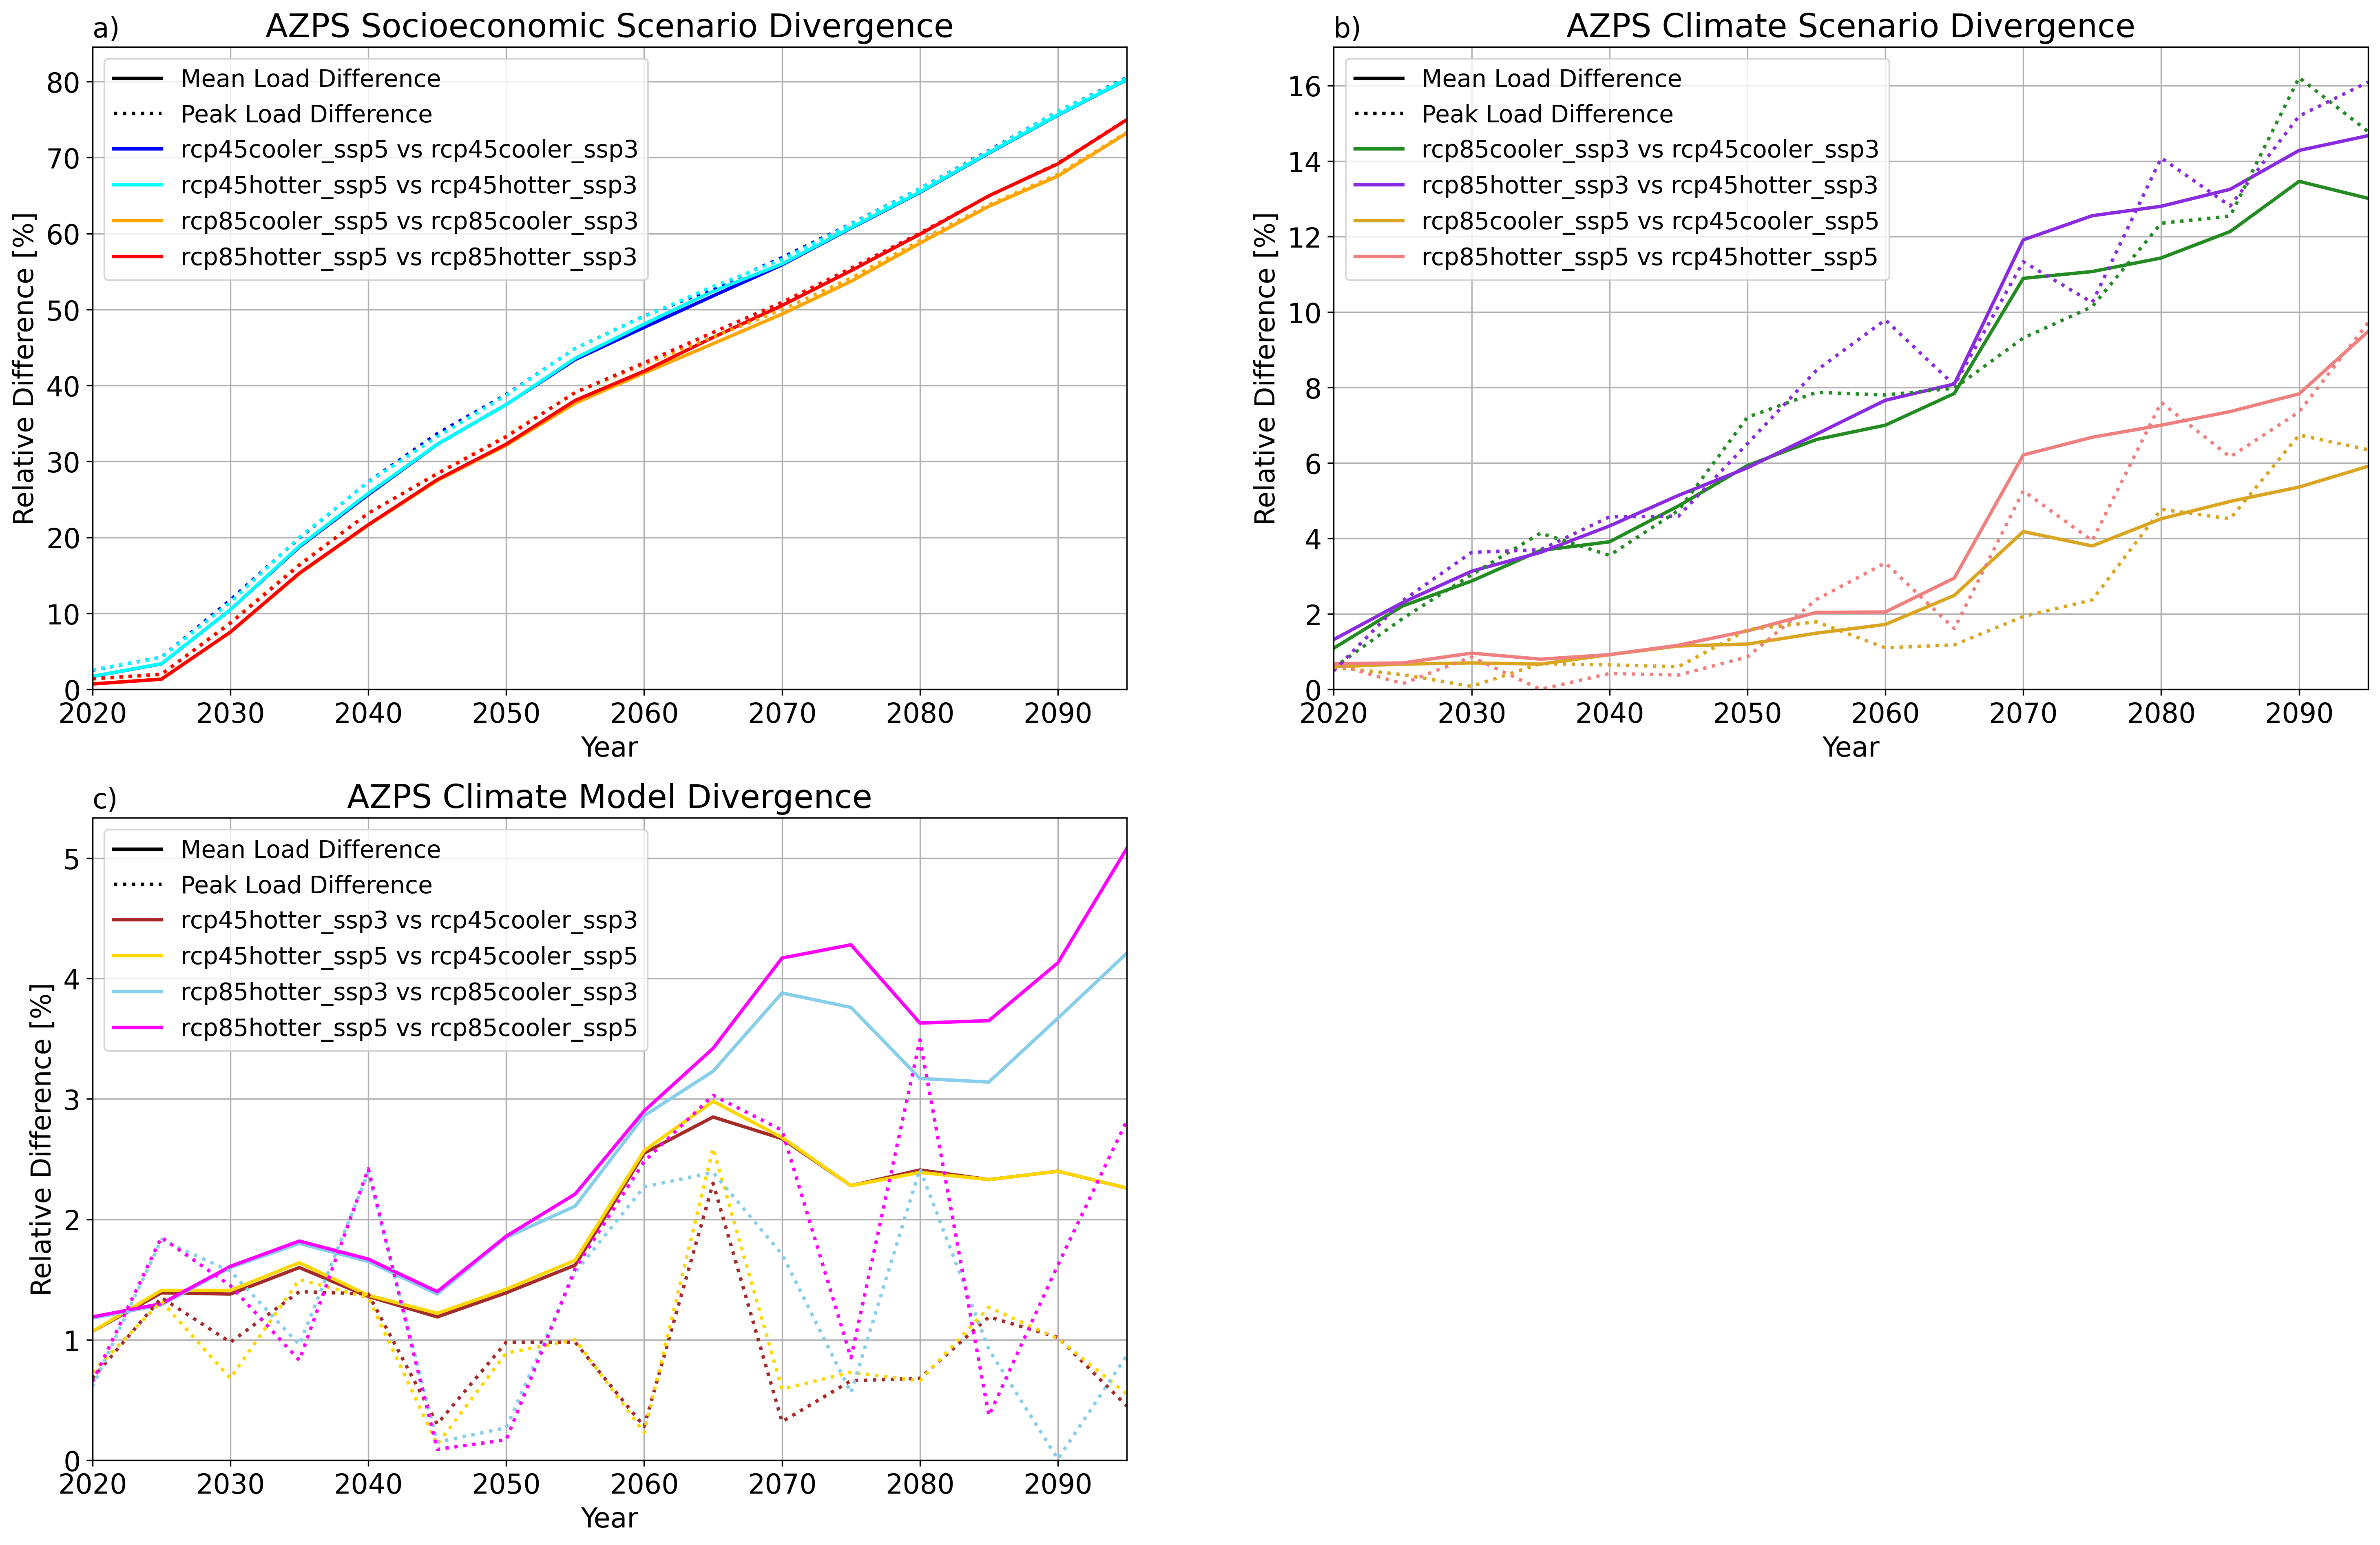 a)
AZPS Socioeconomic Scenario Divergence
Mean Load Difference
Peak Load Difference
rcp45cooler_ssp5 vs rcp45cooler_ssp3
rcp45hotter_ssp5 vs rcp45hotter_ssp3
rcp85cooler_ssp5 vs rcp85cooler_ssp3
rcp85hotter_ssp5 vs rcp85hotter_ssp3
Relative Difference [%]
80
70
60
50
40
30
20
10
0
2020 2030 2040 2050 2060 2070 2080 2090
Year
b)
AZPS Climate Scenario Divergence
Mean Load Difference
Peak Load Difference
rcp85cooler_ssp3 vs rcp45cooler_ssp3
rcp85hotter_ssp3 vs rcp45hotter_ssp3
rcp85cooler_ssp5 vs rcp45cooler_ssp5
rcp85hotter_ssp5 vs rcp45hotter_ssp5
Relative Difference [%]
16
14
12
10
8
6
4
2
0
2020 2030 2040 2050 2060 2070 2080 2090
Year
c)
AZPS Climate Model Divergence
Mean Load Difference
Peak Load Difference
rcp45hotter_ssp3 vs rcp45cooler_ssp3
rcp45hotter_ssp5 vs rcp45cooler_ssp5
rcp85hotter_ssp3 vs rcp85cooler_ssp3
rcp85hotter_ssp5 vs rcp85cooler_ssp5
Relative Difference [%]
5
4
3
2
1
0
2020 2030 2040 2050 2060 2070 2080 2090
Year